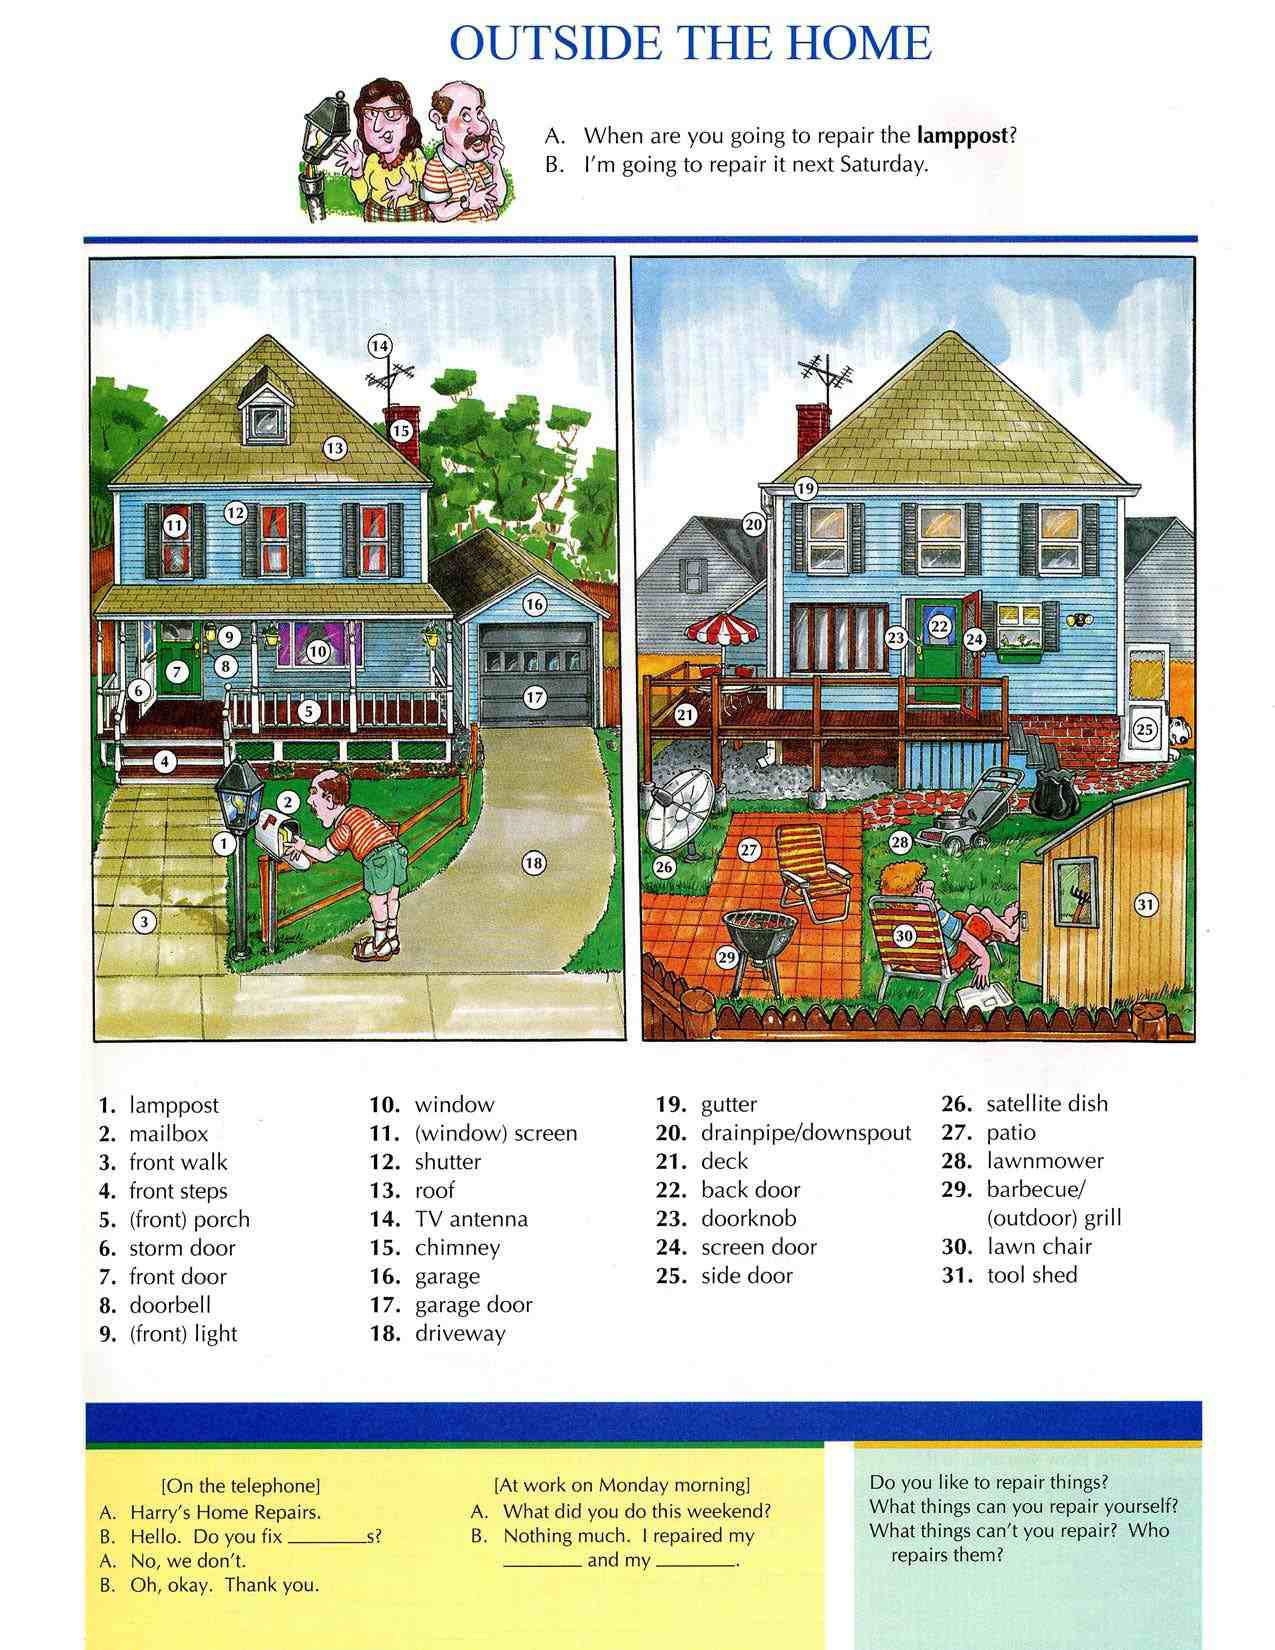 OUTSIDE THE HOME
A. When are you going to repair the lamppost?
B. I'm going to repair it next Saturday.
14
15
13
11
12
16
9
10
8
7
6
17
5
4
2
1
18
3
19
20
22
23
24
21
25
28
27
26
31
30
29
1. lamppost
2. mailbox
3. front walk
4. front steps
5. (front) porch
6. storm door
7. front door
8. doorbell
9. (front) light
10. window
11. (window) screen
12. shutter
13. roof
14. TV antenna
15. chimney
16. garage
17. garage door
18. driveway
19. gutter
20. drainpipe/downspout
21. deck
22. back door
23. doorknob
24. screen door
25. side door
26. satellite dish
27. patio
28. lawnmower
29. barbecue/
(outdoor) grill
30. lawn chair
31. tool shed
[On the telephone]
A. Harry's Home Repairs.
B. Hello. Do you fix ________s?
A. No, we don't.
B. Oh, okay. Thank you.
[At work on Monday morning]
A. What did you do this weekend?
B. Nothing much. I repaired my
________ and my ________.
Do you like to repair things?
What things can you repair yourself?
What things can't you repair? Who
repairs them?